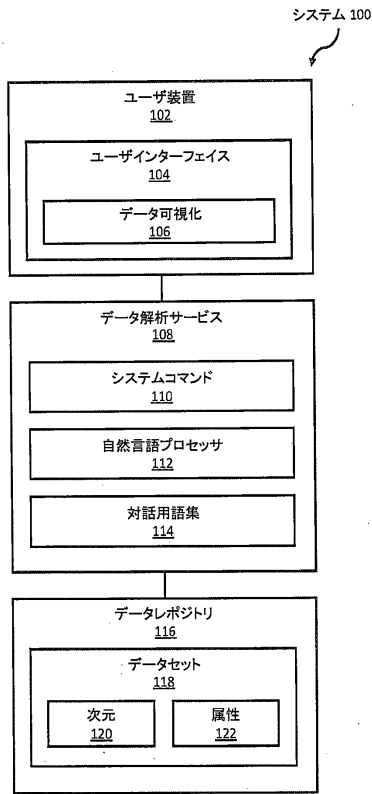 システム 100
ユーザ装置
102
ユーザインターフェイス
104
データ可視化
106
データ解析サービス
108
システムコマンド
110
自然言語プロセッサ
112
対話用語集
114
データレポジトリ
116
データセット
118
次元
120
属性
122